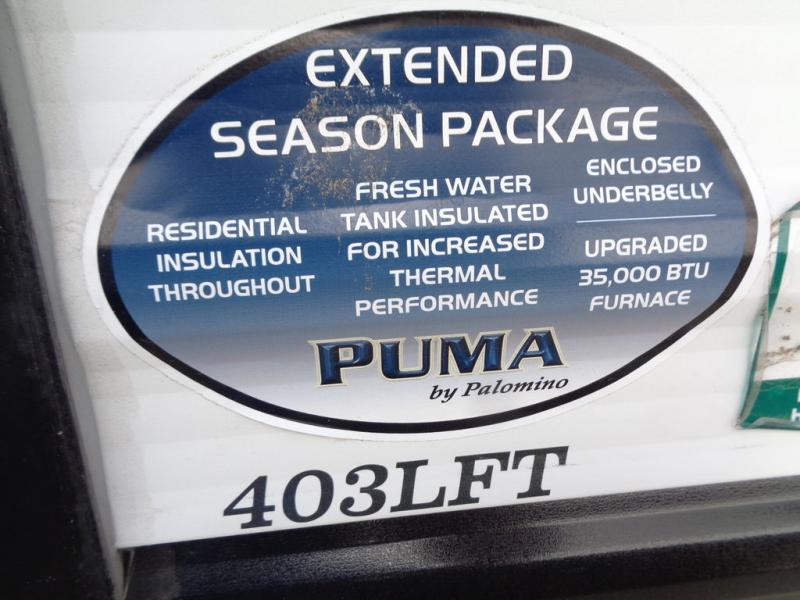 EXTENDED
SEASON PACKAGE
RESIDENTIAL
INSULATION
THROUGHOUT
FRESH WATER
TANK INSULATED
FOR INCREASED
THERMAL
PERFORMANCE
ENCLOSED
UNDERBELLY
UPGRADED
35,000 BTU
FURNACE
PUMA
by Palomino
403LFT